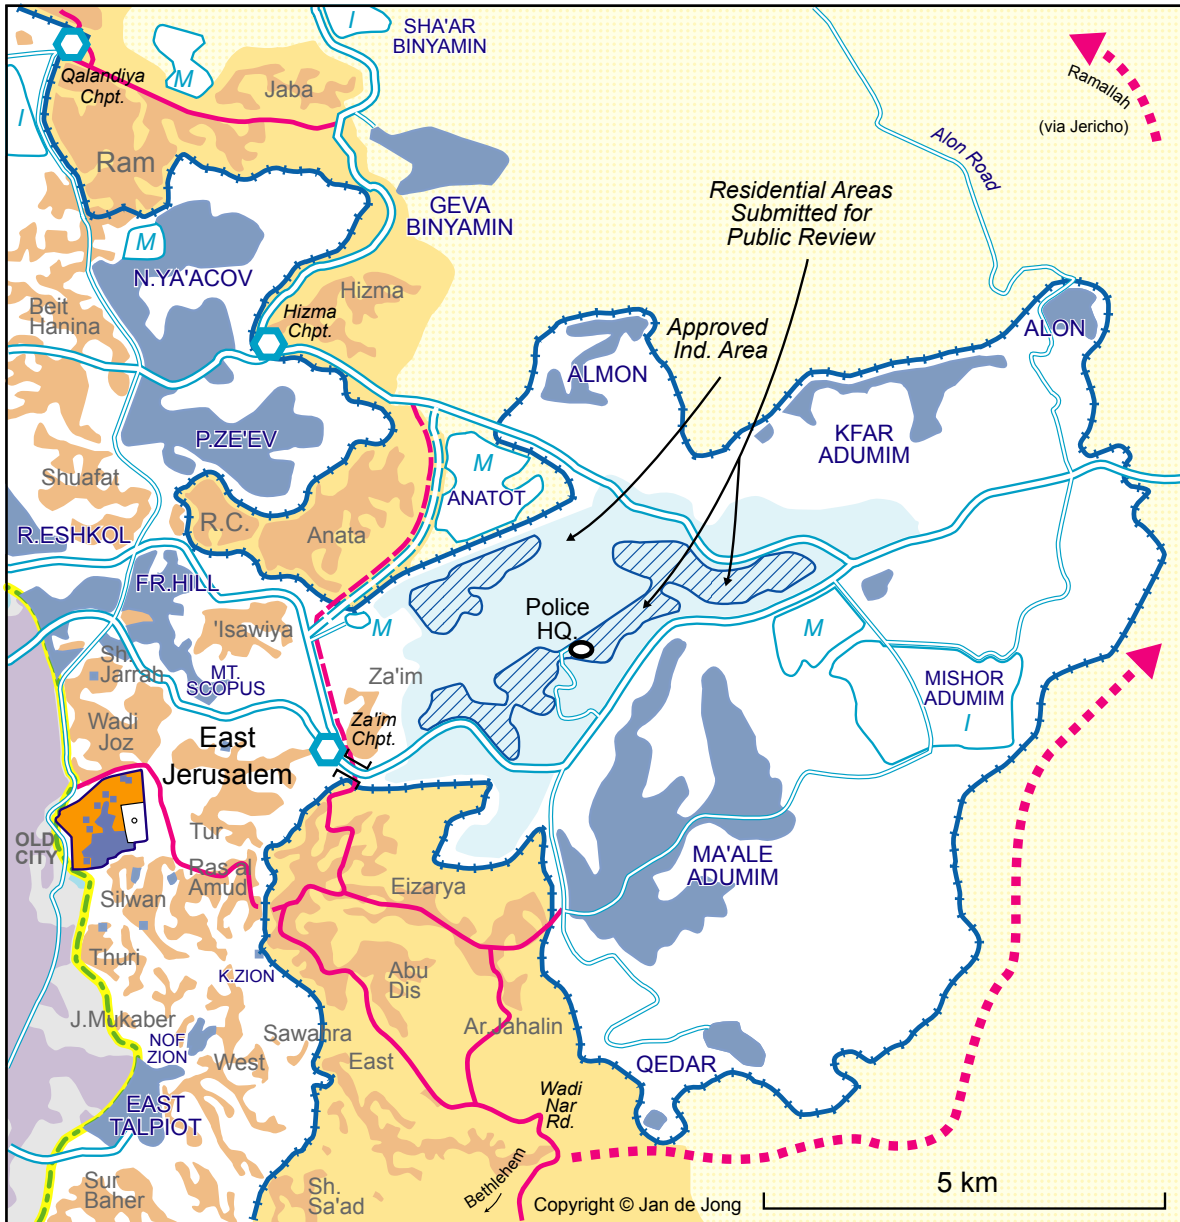 SHA'AR
BINYAMIN
I
M
Qalandiya
Chpt.
Jaba
I
Ram
Ramallah
(via Jericho)
Alon Road
Residential Areas
Submitted for
Public Review
GEVA
BINYAMIN
M
N.YA'ACOV
Hizma
Beit
Hanina
Hizma
Chpt.
Approved
Ind. Area
ALON
ALMON
P.ZE'EV
KFAR
ADUMIM
Shuafat
M
ANATOT
R.C.
Anata
R.ESHKOL
FR.HILL
'Isawiya
M
Police
HQ.
M
Sh.
Jarrah
MT.
SCOPUS
Za'im
MISHOR
ADUMIM
I
Wadi
Joz
Za'im
Chpt.
East
Jerusalem
OLD
CITY
Tur
Ras al
Amud
Silwan
Eizarya
MA'ALE
ADUMIM
Thuri
K.ZION
Abu
Dis
J.Mukaber
NOF
ZION
Sawahra
West
East
Ar.Jahalin
QEDAR
EAST
TALPIOT
Wadi
Nar
Rd.
Sur
Baher
Sh.
Sa'ad
Bethlehem
Copyright © Jan de Jong
5 km